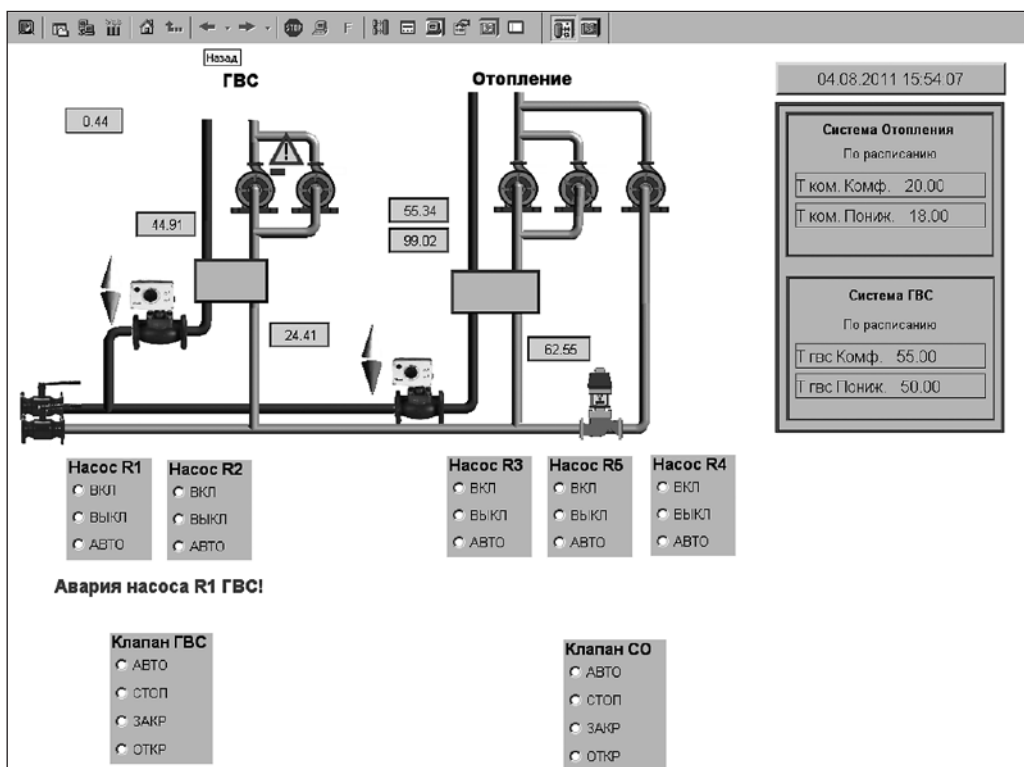 STOP
F
Назад
ГВС
Отопление
04.08.2011 15:54:07
0.44
44.91
24.41
55.34
99.02
62.55
Система Отопления
По расписанию
Т ком. Комф. 20.00
Т ком. Пониж. 18.00
Система ГВС
По расписанию
Т гвс Комф. 55.00
Т гвс Пониж. 50.00
Насос R1
ВКЛ
ВЫКЛ
АВТО
Насос R2
ВКЛ
ВЫКЛ
АВТО
Насос R3
ВКЛ
ВЫКЛ
АВТО
Насос R5
ВКЛ
ВЫКЛ
АВТО
Насос R4
ВКЛ
ВЫКЛ
АВТО
Авария насоса R1 ГВС!
Клапан ГВС
АВТО
СТОП
ЗАКР
ОТКР
Клапан СО
АВТО
СТОП
ЗАКР
ОТКР